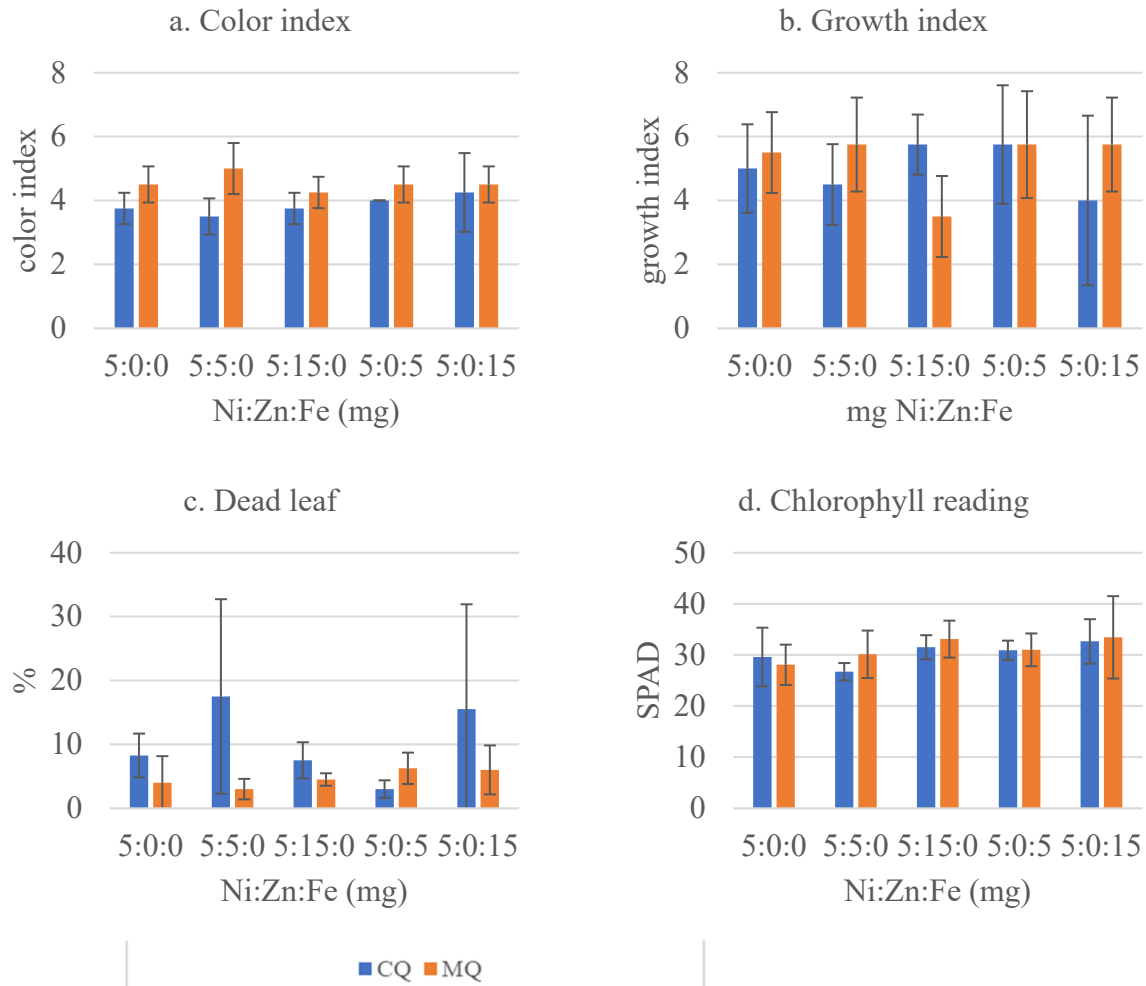 a. Color index
8
6
4
2
0
color index
5:0:0 5:5:0 5:15:0 5:0:5 5:0:15
Ni:Zn:Fe (mg)
b. Growth index
8
6
4
2
0
growth index
5:0:0 5:5:0 5:15:0 5:0:5 5:0:15
mg Ni:Zn:Fe
c. Dead leaf
40
30
20
10
0
%
5:0:0 5:5:0 5:15:0 5:0:5 5:0:15
Ni:Zn:Fe (mg)
d. Chlorophyll reading
50
40
30
20
10
0
SPAD
5:0:0 5:5:0 5:15:0 5:0:5 5:0:15
Ni:Zn:Fe (mg)
CQ MQ